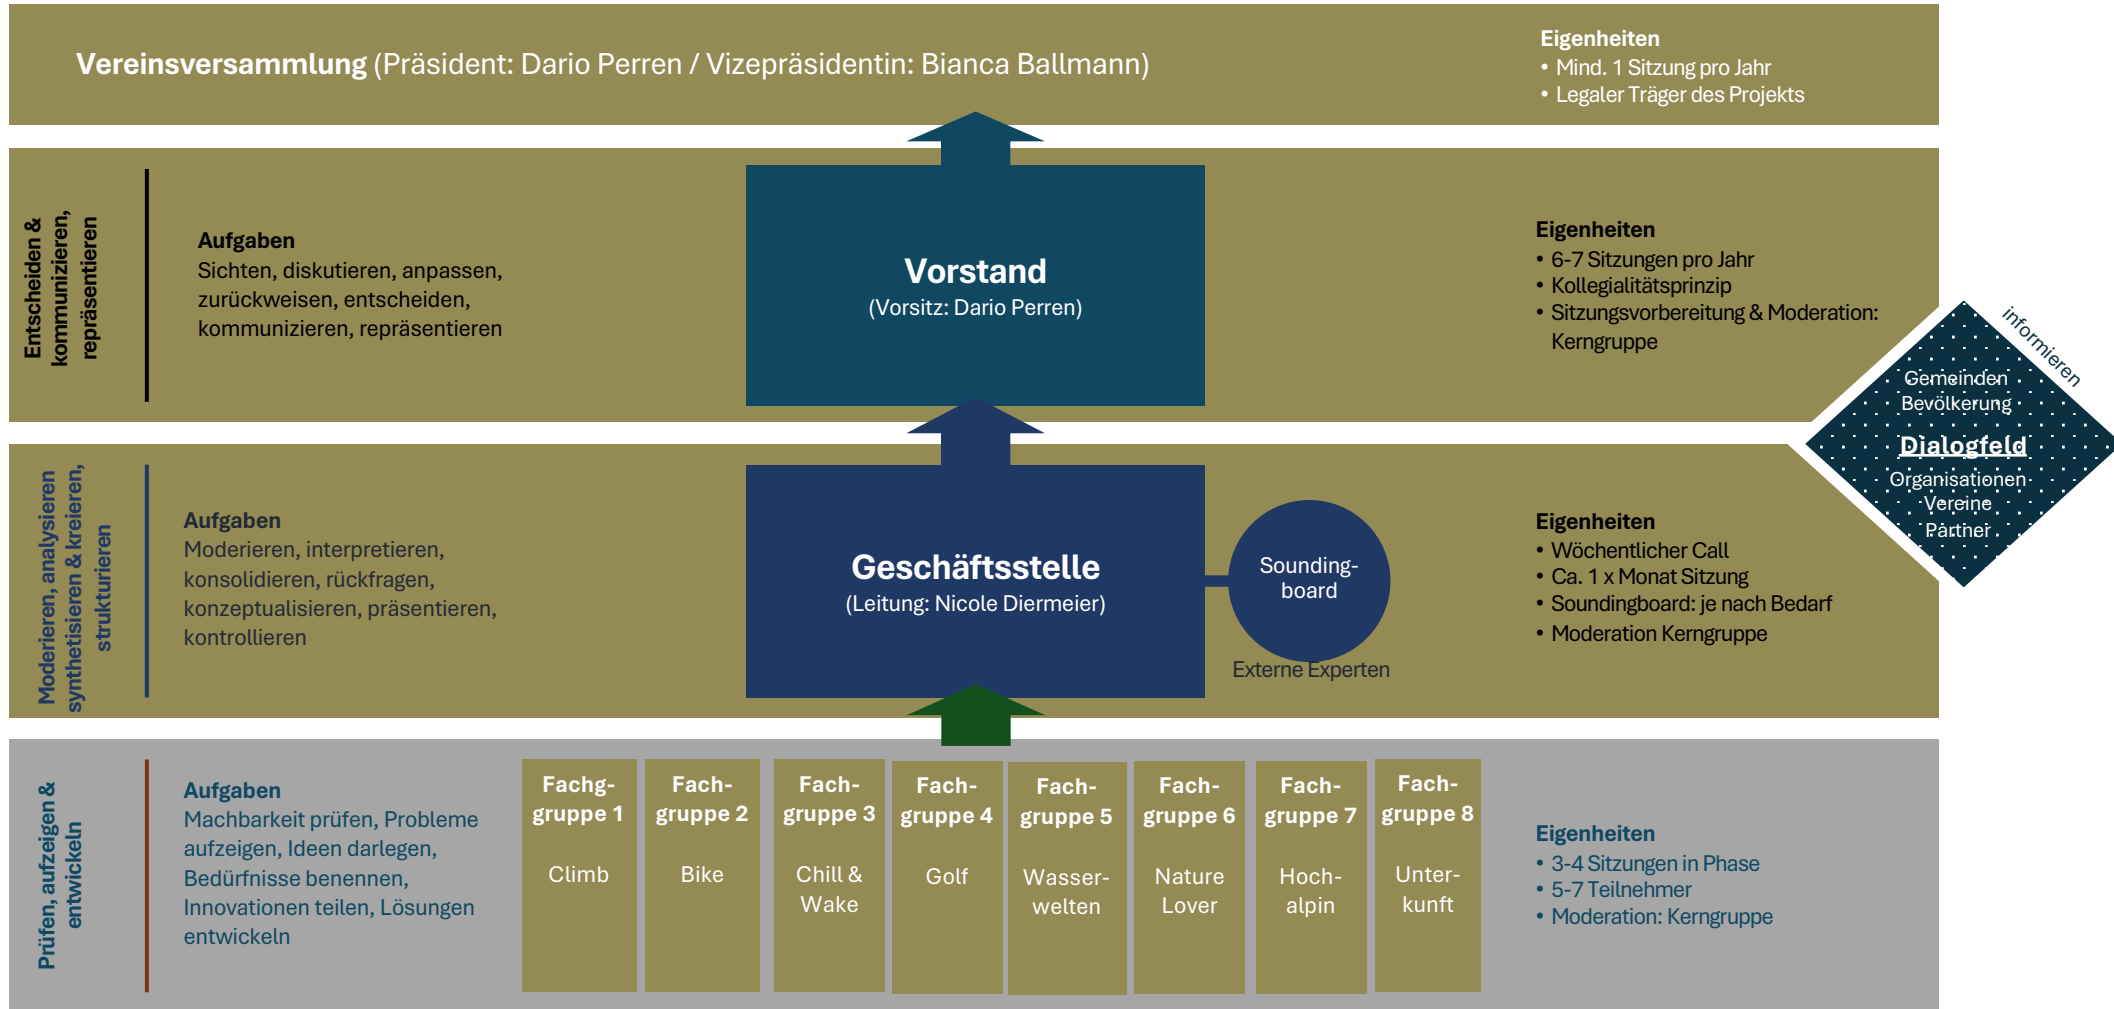 Vereinsversammlung (Präsident: Dario Perren / Vizepräsidentin: Bianca Ballmann)
Eigenheiten
• Mind. 1 Sitzung pro Jahr
• Legaler Träger des Projekts
Entscheiden &
kommunizieren,
repräsentieren
Aufgaben
Sichten, diskutieren, anpassen,
zurückweisen, entscheiden,
kommunizieren, repräsentieren
Vorstand
(Vorsitz: Dario Perren)
Eigenheiten
• 6-7 Sitzungen pro Jahr
• Kollegialitätsprinzip
• Sitzungsvorbereitung & Moderation:
Kerngruppe
informieren
Gemeinden
Bevölkerung
Dialogfeld
Organisationen
Vereine
Partner
Moderieren, analysieren
synthetisieren & kreieren,
strukturieren
Aufgaben
Moderieren, interpretieren,
konsolidieren, rückfragen,
konzeptualisieren, präsentieren,
kontrollieren
Geschäftsstelle
(Leitung: Nicole Diermeier)
Sounding-
board
Externe Experten
Eigenheiten
• Wöchentlicher Call
• Ca. 1 x Monat Sitzung
• Soundingboard: je nach Bedarf
• Moderation Kerngruppe
Prüfen, aufzeigen &
entwickeln
Aufgaben
Machbarkeit prüfen, Probleme
aufzeigen, Ideen darlegen,
Bedürfnisse benennen,
Innovationen teilen, Lösungen
entwickeln
Fachg-
gruppe 1
Climb
Fach-
gruppe 2
Bike
Fach-
gruppe 3
Chill &
Wake
Fach-
gruppe 4
Golf
Fach-
gruppe 5
Wasser-
welten
Fach-
gruppe 6
Nature
Lover
Fach-
gruppe 7
Hoch-
alpin
Fach-
gruppe 8
Unter-
kunft
Eigenheiten
• 3-4 Sitzungen in Phase
• 5-7 Teilnehmer
• Moderation: Kerngruppe